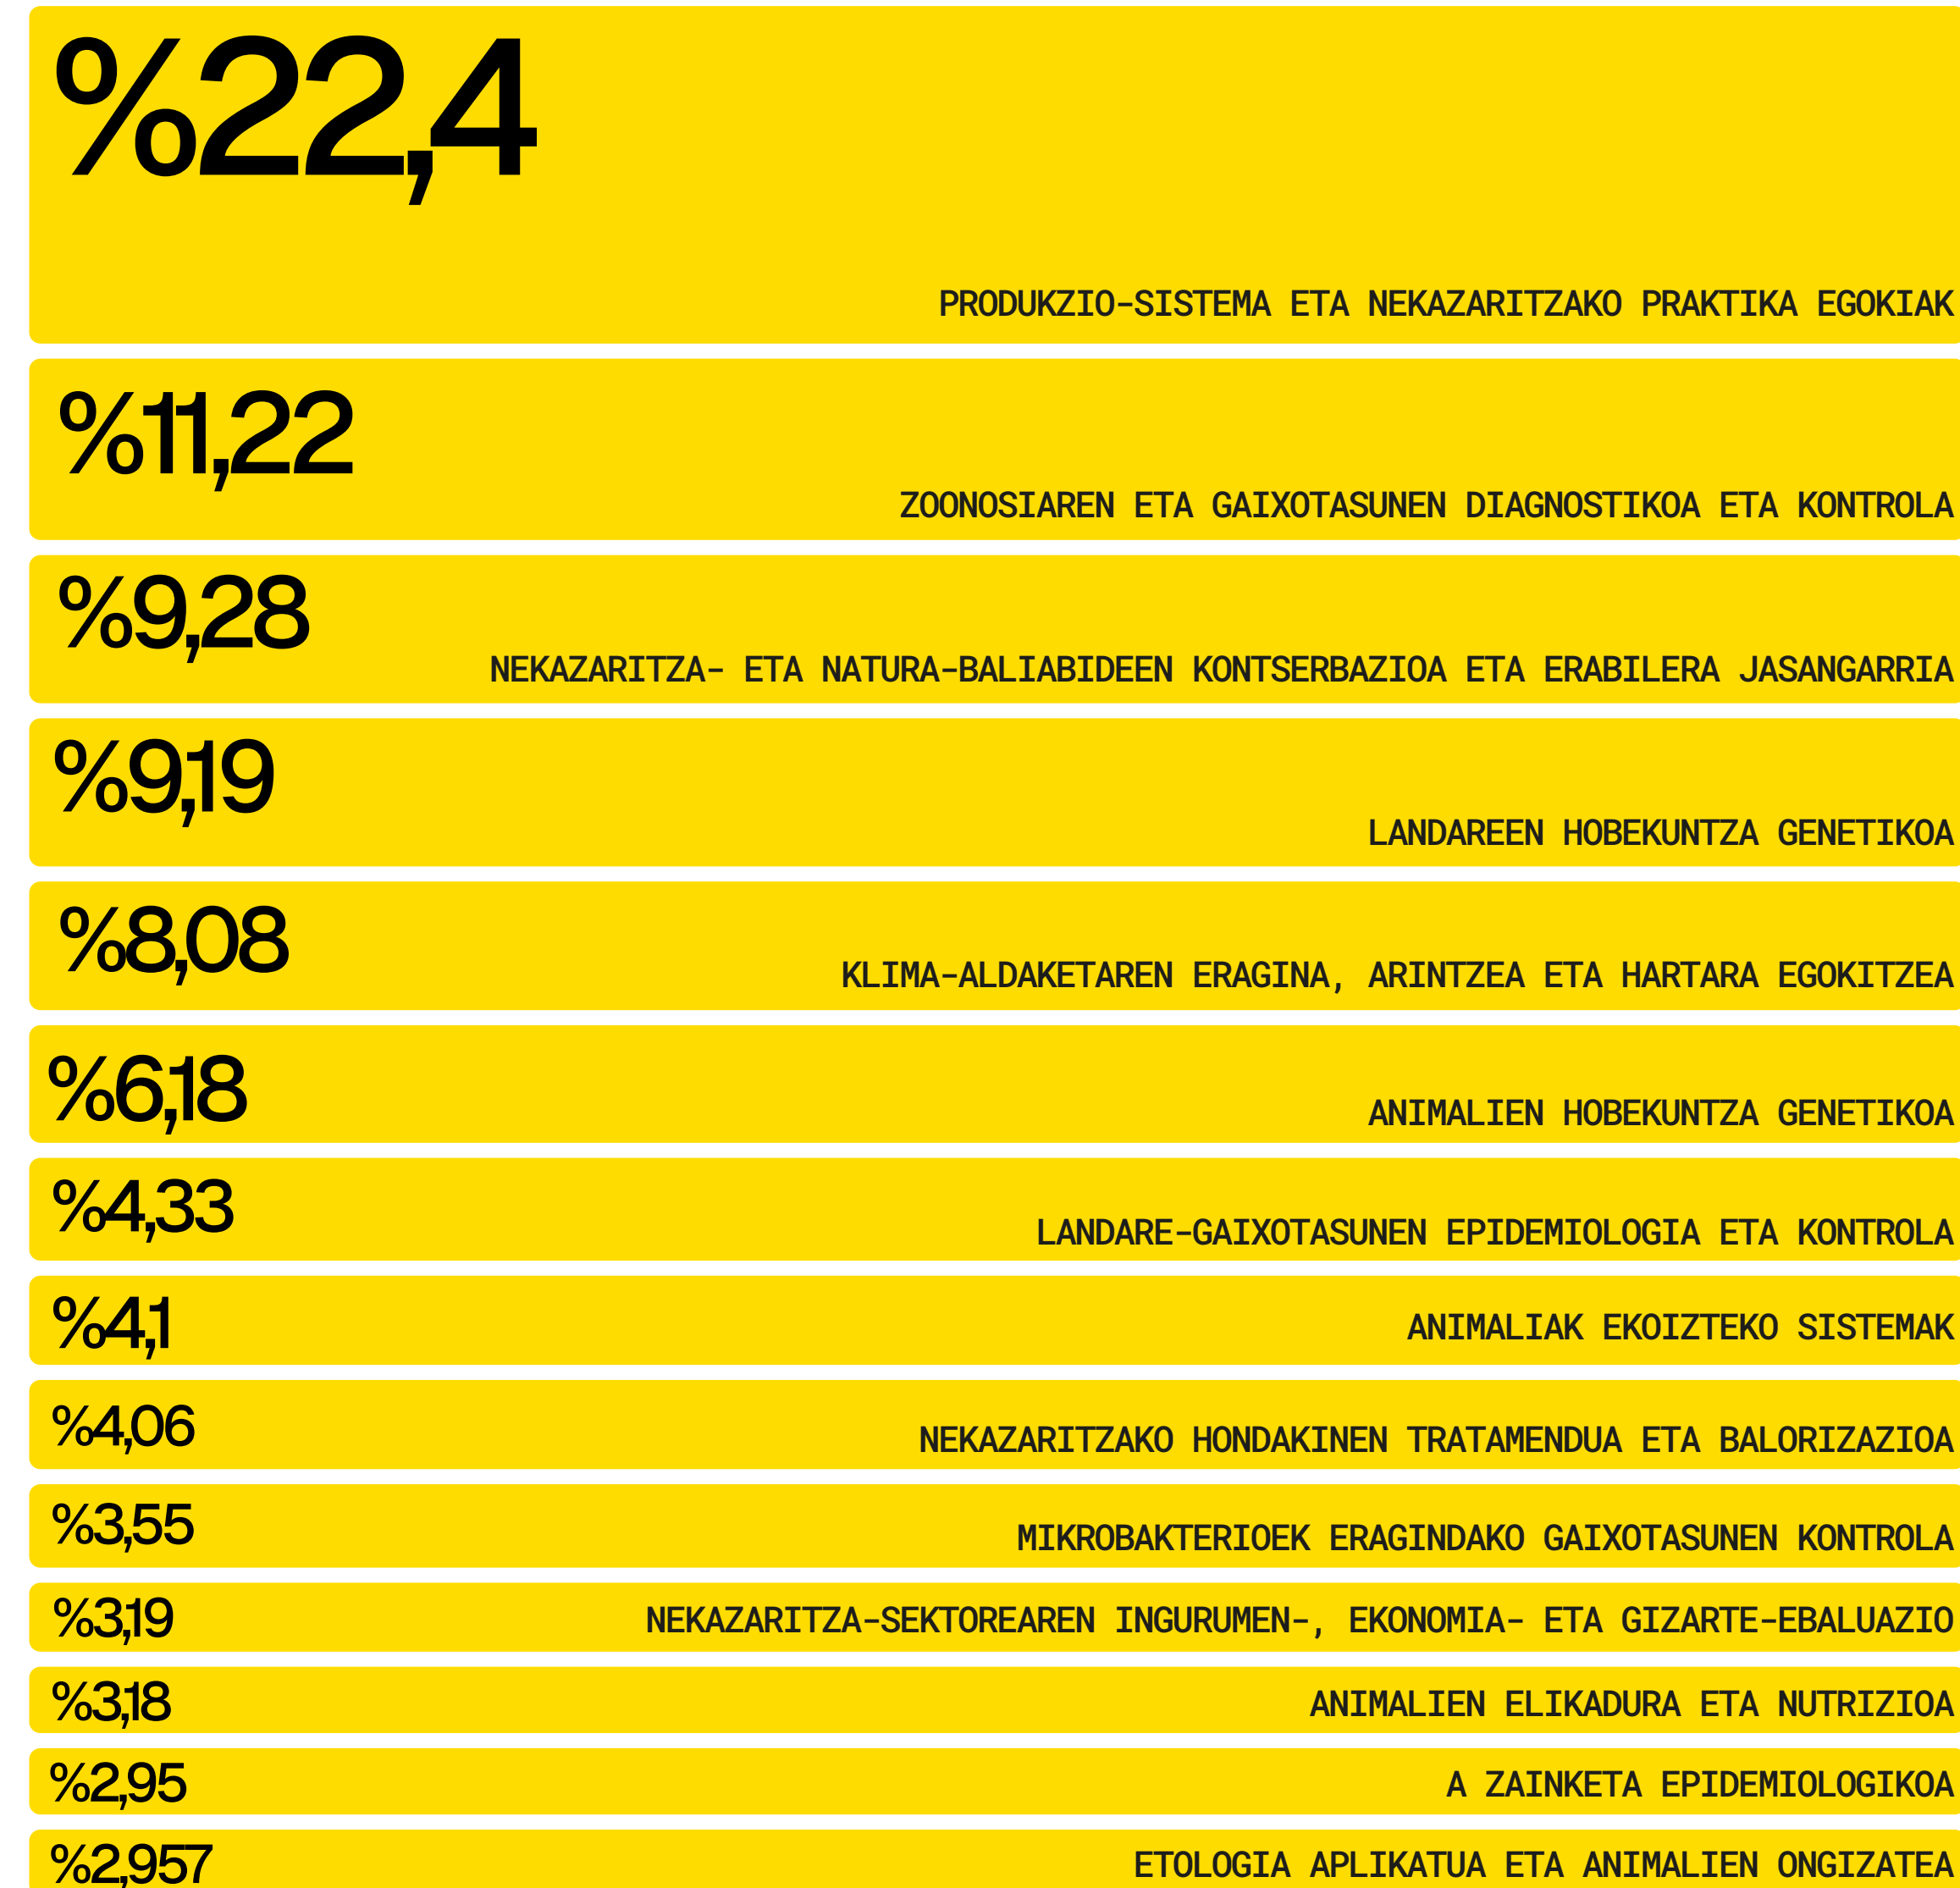 %22,4
PRODUKZIO-SISTEMA ETA NEKAZARITZAKO PRAKTIKA EGOKIAK
%11,22
ZOONOSIAREN ETA GAIXOTASUNEN DIAGNOSTIKOA ETA KONTROLA
%9,28
NEKAZARITZA- ETA NATURA-BALIABIDEEN KONTSERBAZIOA ETA ERABILERA JASANGARRIA
%9,19
LANDAREEN HOBEKUNTZA GENETIKOA
%8,08
KLIMA-ALDAKETAREN ERAGINA, ARINTZEA ETA HARTARA EGOKITZEA
%6,18
ANIMALIEN HOBEKUNTZA GENETIKOA
%4,33
LANDARE-GAIXOTASUNEN EPIDEMIOLOGIA ETA KONTROLA
%4,1
ANIMALIAK EKOIZTEKO SISTEMAK
%4,06
NEKAZARITZAKO HONDAKINEN TRATAMENDUA ETA BALORIZAZIOA
%3,55
MIKROBAKTERIOEK ERAGINDAKO GAIXOTASUNEN KONTROLA
%3,19
NEKAZARITZA-SEKTOREAREN INGURUMEN-, EKONOMIA- ETA GIZARTE-EBALUAZIO
%3,18
ANIMALIEN ELIKADURA ETA NUTRIZIOA
%2,95
A ZAINKETA EPIDEMIOLOGIKOA
%2,957
ETOLOGIA APLIKATUA ETA ANIMALIEN ONGIZATEA